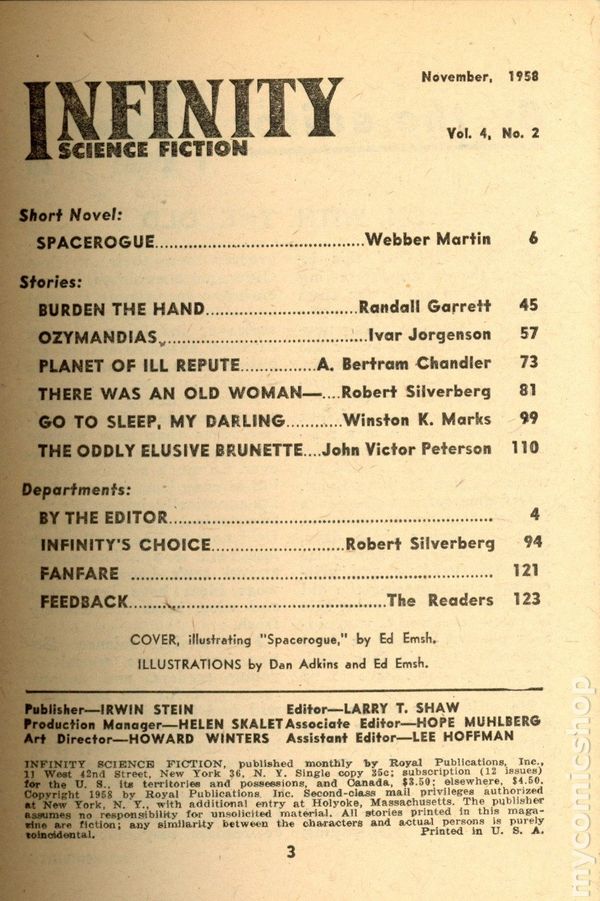 November, 1958
INFINITY
SCIENCE FICTION
Vol. 4, No. 2
Short Novel:
SPACEROGUE..........................................Webber Martin 6
Stories:
BURDEN THE HAND...............................Randall Garrett 45
OZYMANDIAS..........................................Ivar Jorgenson 57
PLANET OF ILL REPUTE...............A. Bertram Chandler 73
THERE WAS AN OLD WOMAN—....Robert Silverberg 81
GO TO SLEEP, MY DARLING...........Winston K. Marks 99
THE ODDLY ELUSIVE BRUNETTE....John Victor Peterson 110
Departments:
BY THE EDITOR................................................................. 4
INFINITY'S CHOICE...........................Robert Silverberg 94
FANFARE ......................................................................... 121
FEEDBACK....................................................The Readers 123
COVER, illustrating "Spacerogue," by Ed Emsh.
ILLUSTRATIONS by Dan Adkins and Ed Emsh.
Publisher—IRWIN STEIN Editor—LARRY T. SHAW
Production Manager—HELEN SKALET Associate Editor—HOPE MUHLBERG
Art Director—HOWARD WINTERS Assistant Editor—LEE HOFFMAN
INFINITY SCIENCE FICTION, published monthly by Royal Publications, Inc.,
11 West 42nd Street, New York 36, N. Y. Single copy 35c; subscription (12 issues)
for the U. S., its territories and possessions, and Canada, $3.50; elsewhere, $4.50.
Copyright 1958 by Royal Publications, Inc. Second-class mail privileges authorized
at New York, N. Y., with additional entry at Holyoke, Massachusetts. The publisher
assumes no responsibility for unsolicited material. All stories printed in this maga-
zine are fiction; any similarity between the characters and actual persons is purely
coincidental. Printed in U. S. A.
3
mycomicshop